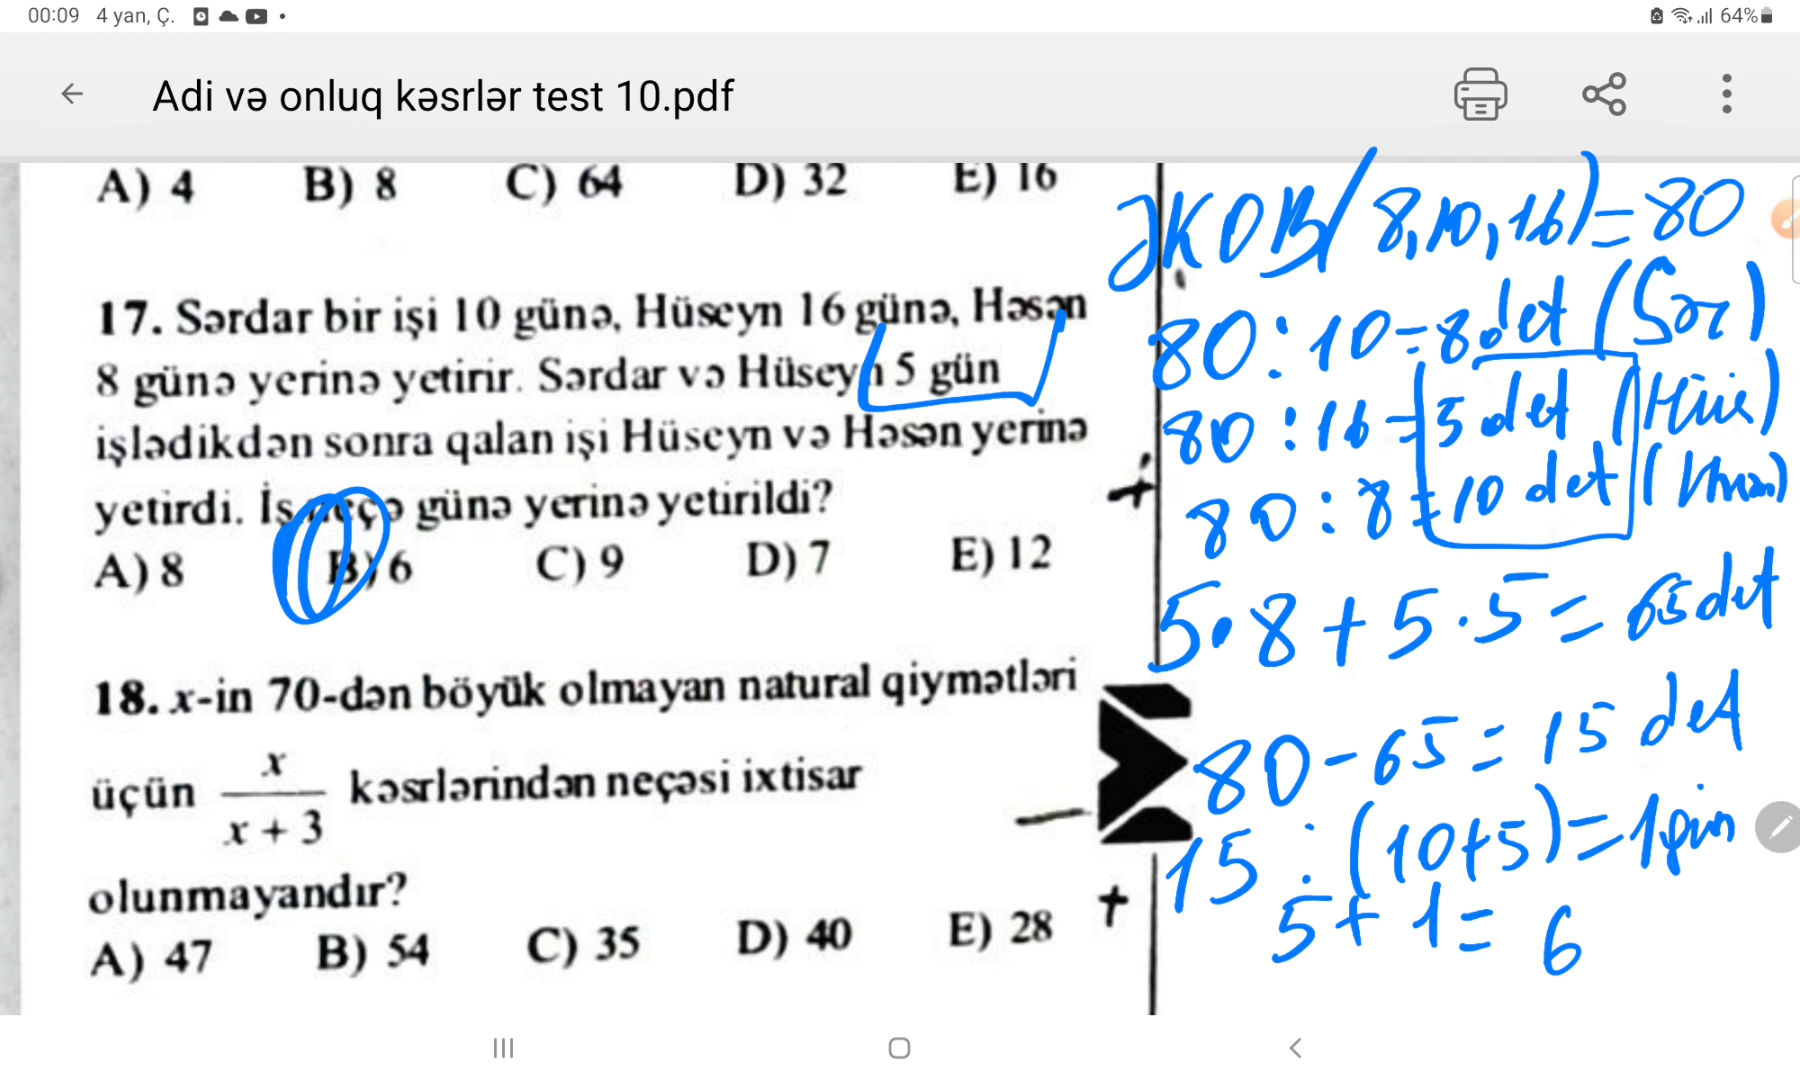 00:09 4 yan, Ç. 64%
Adi və onluq kəsrlər test 10.pdf
A) 4 B) 8 C) 64 D) 32 E) 16
17. Sərdar bir işi 10 günə, Hüseyn 16 günə, Həsən
8 günə yerinə yetirir. Sərdar və Hüseyn 5 gün
işlədikdən sonra qalan işi Hüseyn və Həsən yerinə
yetirdi. İş neçə günə yerinə yetirildi?
A) 8 B) 6 C) 9 D) 7 E) 12
18. x-in 70-dən böyük olmayan natural qiymətləri
üçün x / x + 3 kəsrlərindən neçəsi ixtisar
olunmayandır?
A) 47 B) 54 C) 35 D) 40 E) 28
ƏKOB(8,10,16)=80
80:10=8 det (Sər)
80:16=5 det (Hüs)
80:8=10 det
5·8+5·5=65 det
80-65=15 det
15:(10+5)=1 gün
5+1=6